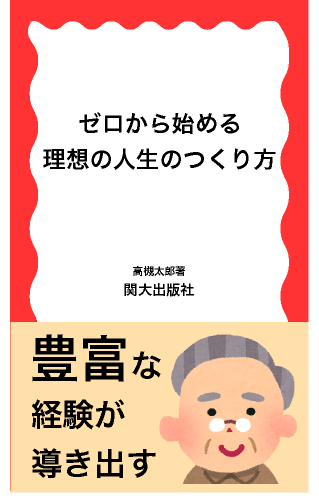 ゼロから始める
理想の人生のつくり方
高槻太郎著
関大出版社
豊富な
経験が
導き出す